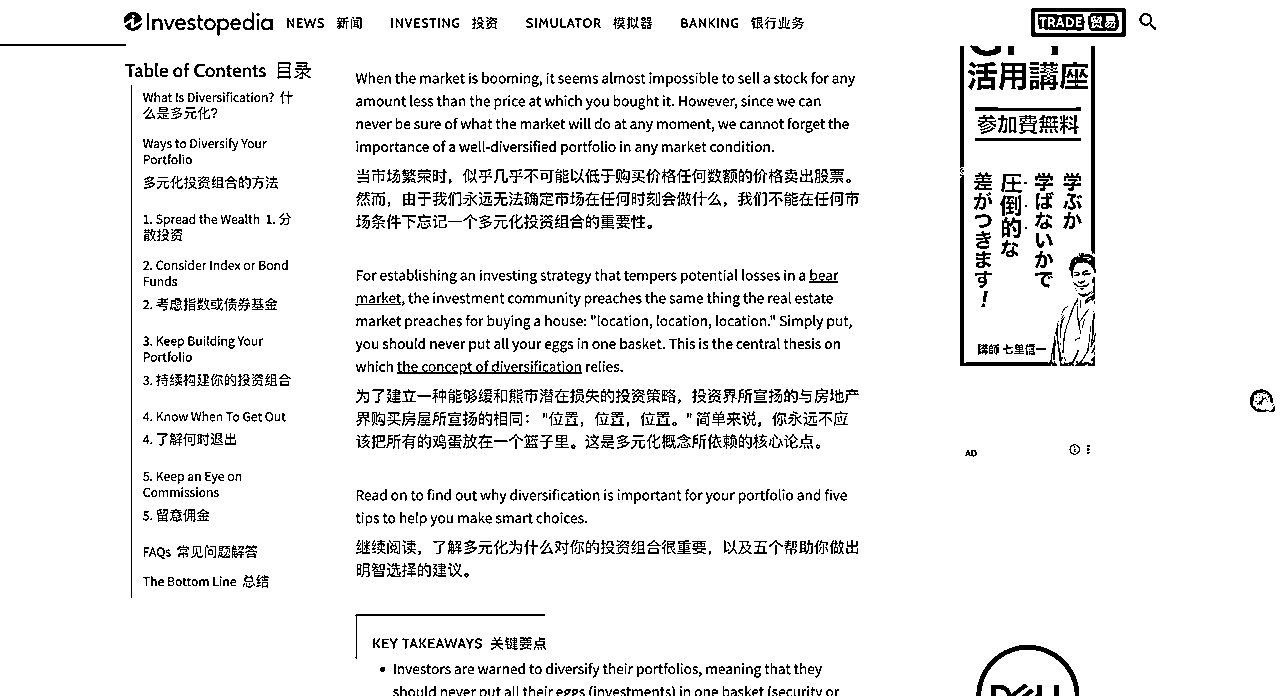 Investopedia NEWS 新闻 INVESTING 投资 SIMULATOR 模拟器 BANKING 银行业务 TRADE 贸易
Table of Contents 目录
What Is Diversification? 什
么是多元化?
Ways to Diversify Your
Portfolio
多元化投资组合的方法
1. Spread the Wealth 1. 分
散投资
2. Consider Index or Bond
Funds
2. 考虑指数或债券基金
3. Keep Building Your
Portfolio
3. 持续构建你的投资组合
4. Know When To Get Out
4. 了解何时退出
5. Keep an Eye on
Commissions
5. 留意佣金
FAQs 常见问题解答
The Bottom Line 总结
When the market is booming, it seems almost impossible to sell a stock for any
amount less than the price at which you bought it. However, since we can
never be sure of what the market will do at any moment, we cannot forget the
importance of a well-diversified portfolio in any market condition.
当市场繁荣时，似乎几乎不可能以低于购买价格任何数额的价格卖出股票。
然而，由于我们永远无法确定市场在任何时刻会做什么，我们不能在任何市
场条件下忘记一个多元化投资组合的重要性。
For establishing an investing strategy that tempers potential losses in a bear
market, the investment community preaches the same thing the real estate
market preaches for buying a house: "location, location, location." Simply put,
you should never put all your eggs in one basket. This is the central thesis on
which the concept of diversification relies.
为了建立一种能够缓和熊市潜在损失的投资策略，投资界所宣扬的与房地产
界购买房屋所宣扬的相同："位置，位置，位置。" 简单来说，你永远不应
该把所有的鸡蛋放在一个篮子里。这是多元化概念所依赖的核心论点。
Read on to find out why diversification is important for your portfolio and five
tips to help you make smart choices.
继续阅读，了解多元化为什么对你的投资组合很重要，以及五个帮助你做出
明智选择的建议。
KEY TAKEAWAYS 关键要点
• Investors are warned to diversify their portfolios, meaning that they
should never put all their eggs (investments) in one basket (security or
活用講座
参加費無料
学ぶか
学ばないかで
圧倒的な
差がつきます！
講師 七里信一
AD
DELL